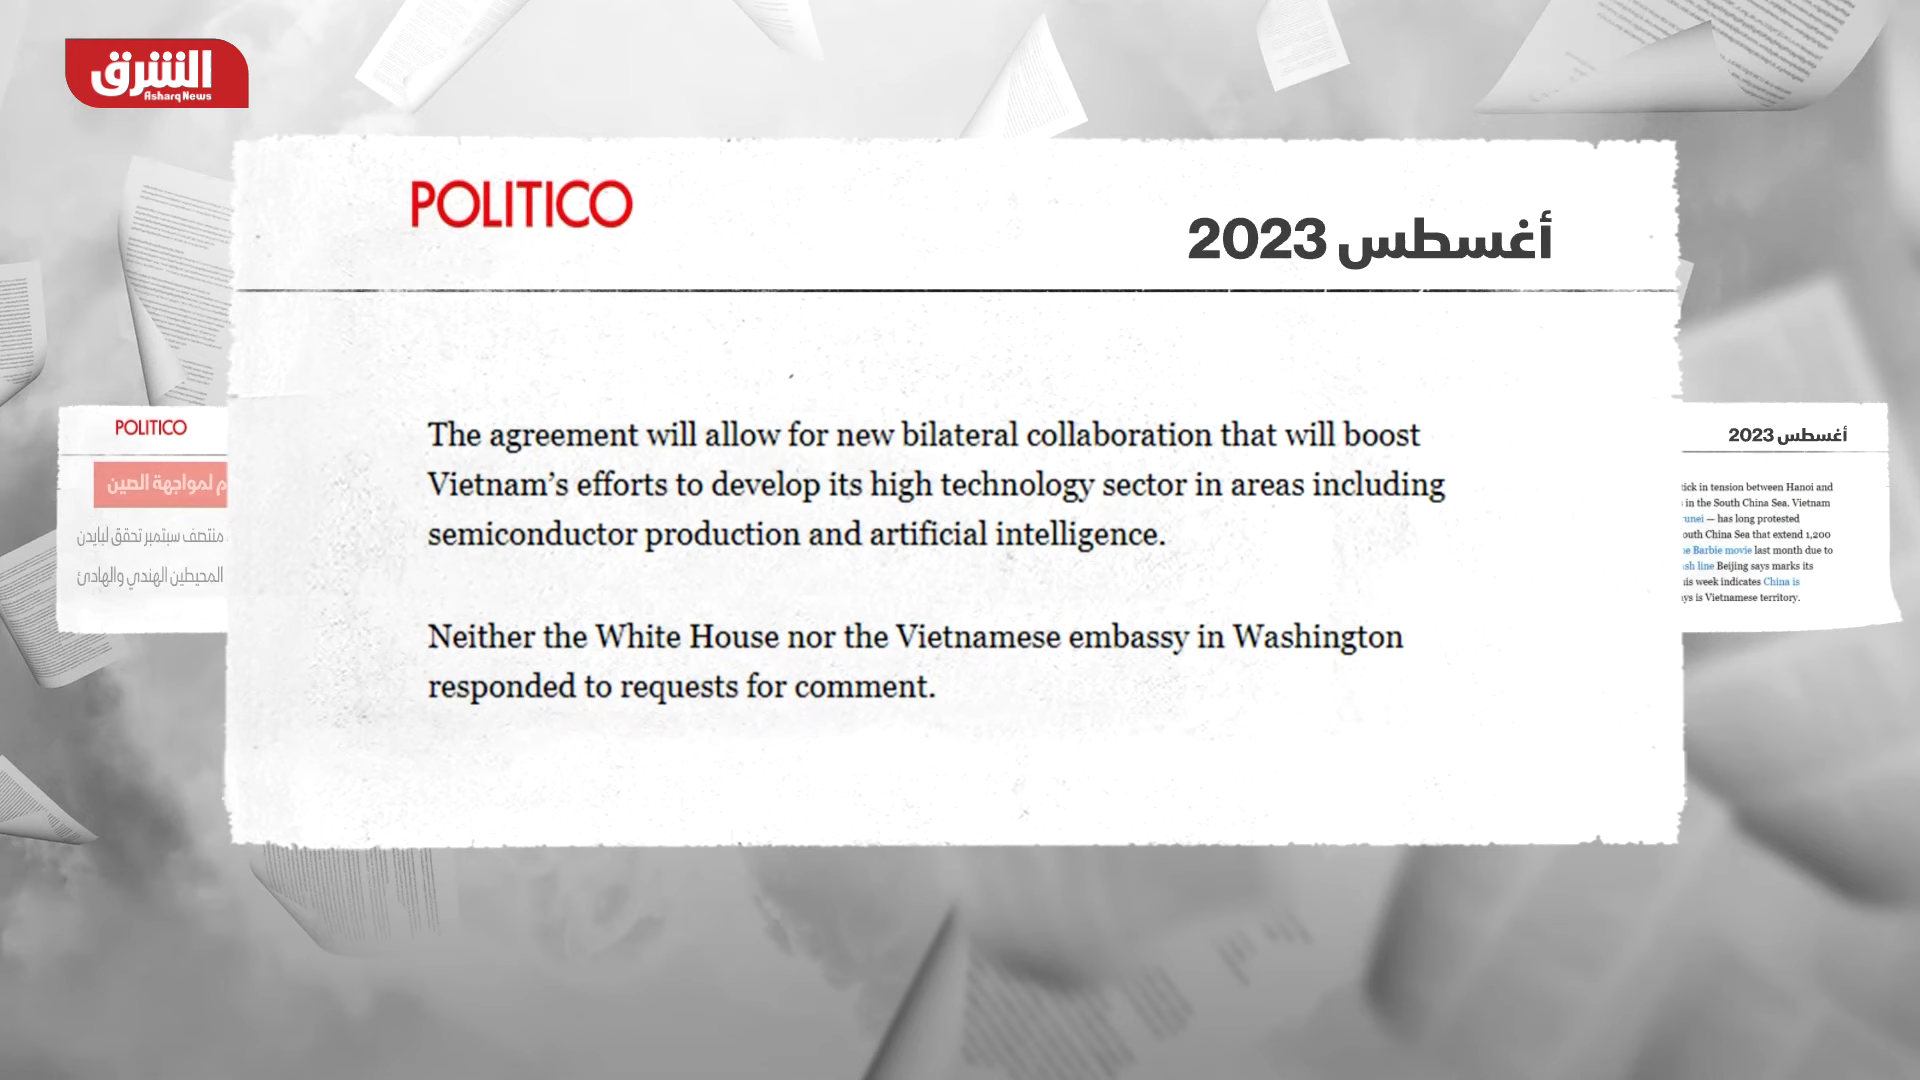 الشرق
Asharq News
POLITICO
أغسطس 2023
The agreement will allow for new bilateral collaboration that will boost
Vietnam’s efforts to develop its high technology sector in areas including
semiconductor production and artificial intelligence.
Neither the White House nor the Vietnamese embassy in Washington
responded to requests for comment.
POLITICO
لمواجهة الصين
منتصف سبتمبر تحقق لبايدن
المحيطين الهندي والهادئ
أغسطس 2023
in tension between Hanoi and
in the South China Sea. Vietnam
— has long protested
South China Sea that extend 1,200
Barbie movie last month due to
line Beijing says marks its
week indicates China is
is Vietnamese territory.